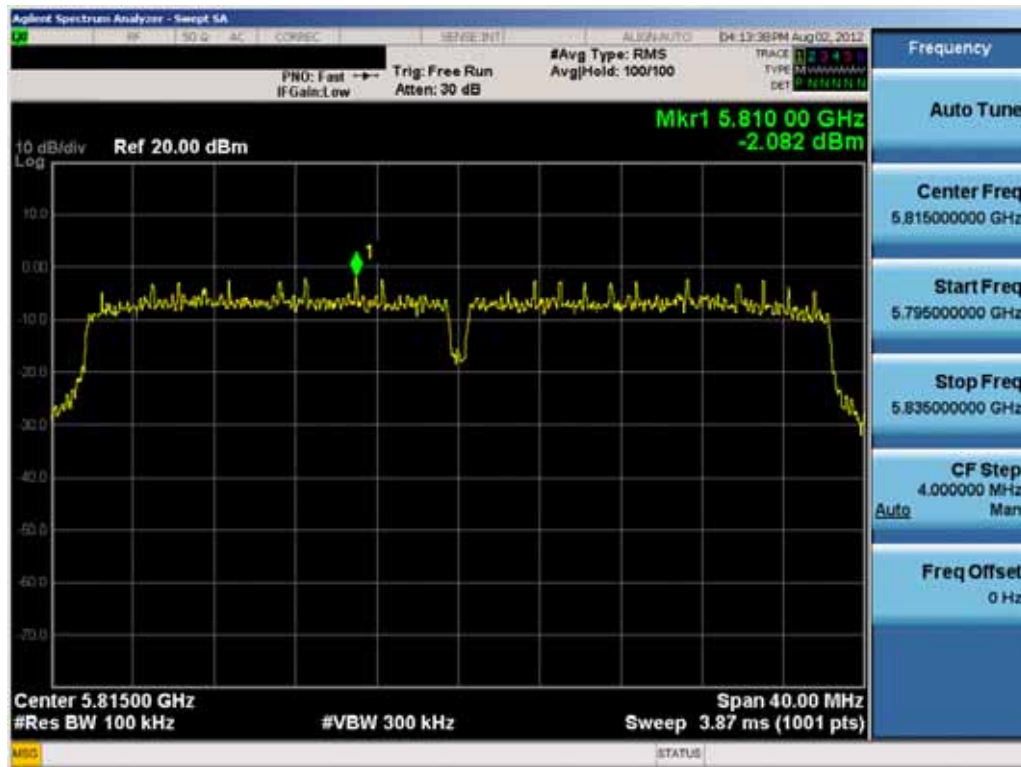 Agilent Spectrum Analyzer - Swept SA
RF 50 Ω AC CORREC SENSE:INT ALIGNAUTO 04:13:38PM Aug 02, 2012
PNO: Fast
IFGain:Low
Trig: Free Run
Atten: 30 dB
#Avg Type: RMS
Avg|Hold: 100/100
TRACE 1 2 3 4 5 6
TYPE M
DET P N N N N N
Mkr1 5.810 00 GHz
-2.082 dBm
10 dB/div Ref 20.00 dBm
Log
10.0
0.00
-10.0
-20.0
-30.0
-40.0
-50.0
-60.0
-70.0
1
Center 5.81500 GHz
Span 40.00 MHz
#Res BW 100 kHz
#VBW 300 kHz
Sweep 3.87 ms (1001 pts)
MSG
STATUS
Frequency
Auto Tune
Center Freq
5.815000000 GHz
Start Freq
5.795000000 GHz
Stop Freq
5.835000000 GHz
CF Step
4.000000 MHz
Auto Man
Freq Offset
0 Hz